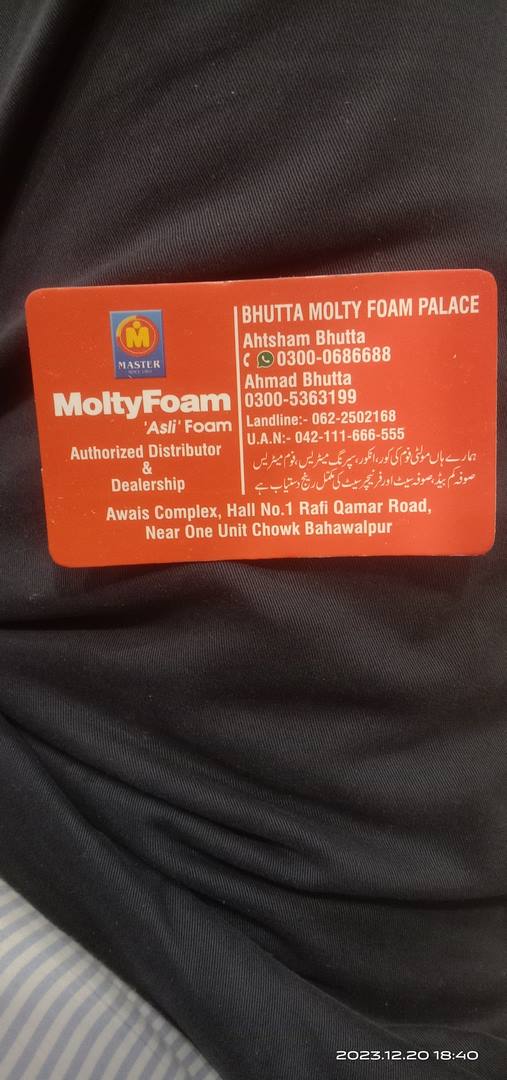 MASTER
SINCE 1963
MoltyFoam
'Asli' Foam
Authorized Distributor
&
Dealership
BHUTTA MOLTY FOAM PALACE
Ahtsham Bhutta
0300-0686688
Ahmad Bhutta
0300-5363199
Landline:- 062-2502168
U.A.N:- 042-111-666-555
ہمارے ہاں مولٹی فوم کی کور، انکور، سپرنگ میٹریس، فوم میٹریس
صوفہ کم بیڈ، صوفہ سیٹ اور فرنیچر سیٹ کی مکمل رینج دستیاب ہے
Awais Complex, Hall No.1 Rafi Qamar Road,
Near One Unit Chowk Bahawalpur
2023.12.20 18:40